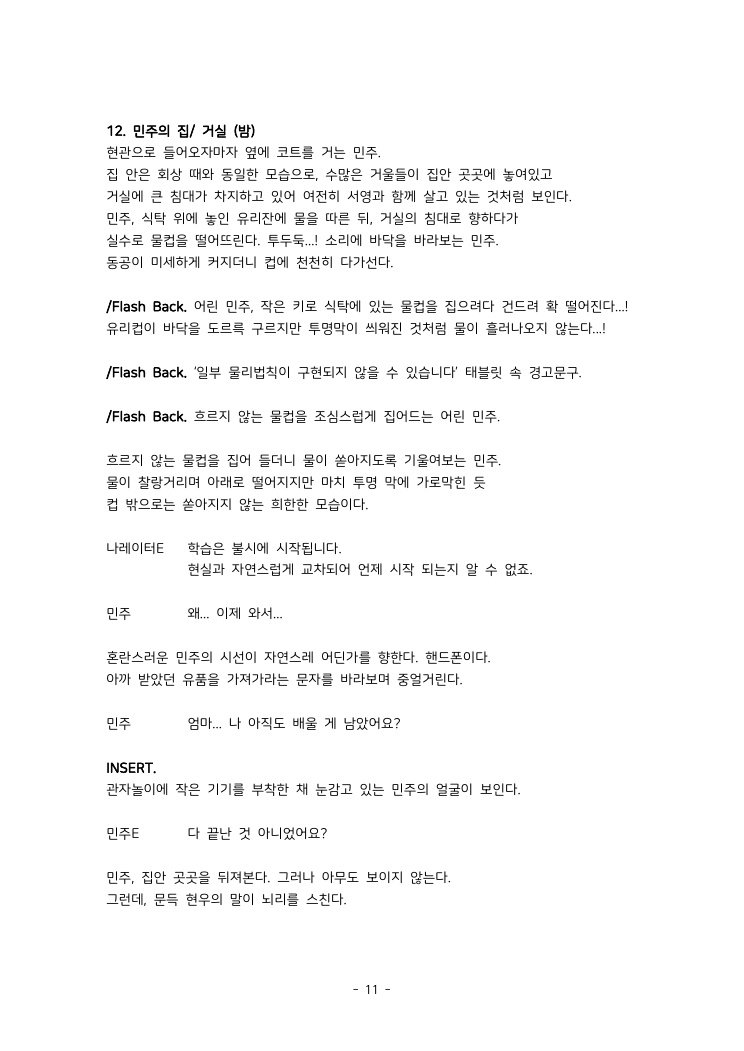 12. 민주의 집/ 거실 (밤)
현관으로 들어오자마자 옆에 코트를 거는 민주.
집 안은 회상 때와 동일한 모습으로, 수많은 거울들이 집안 곳곳에 놓여있고
거실에 큰 침대가 차지하고 있어 여전히 서영과 함께 살고 있는 것처럼 보인다.
민주, 식탁 위에 놓인 유리잔에 물을 따른 뒤, 거실의 침대로 향하다가
실수로 물컵을 떨어뜨린다. 투두둑...! 소리에 바닥을 바라보는 민주.
동공이 미세하게 커지더니 컵에 천천히 다가선다.
/Flash Back. 어린 민주, 작은 키로 식탁에 있는 물컵을 집으려다 건드려 확 떨어진다...!
유리컵이 바닥을 도르륵 구르지만 투명막이 씌워진 것처럼 물이 흘러나오지 않는다...!
/Flash Back. ‘일부 물리법칙이 구현되지 않을 수 있습니다’ 태블릿 속 경고문구.
/Flash Back. 흐르지 않는 물컵을 조심스럽게 집어드는 어린 민주.
흐르지 않는 물컵을 집어 들더니 물이 쏟아지도록 기울여보는 민주.
물이 찰랑거리며 아래로 떨어지지만 마치 투명 막에 가로막힌 듯
컵 밖으로는 쏟아지지 않는 희한한 모습이다.
나레이터E 학습은 불시에 시작됩니다.
현실과 자연스럽게 교차되어 언제 시작 되는지 알 수 없죠.
민주 왜... 이제 와서...
혼란스러운 민주의 시선이 자연스레 어딘가를 향한다. 핸드폰이다.
아까 받았던 유품을 가져가라는 문자를 바라보며 중얼거린다.
민주 엄마... 나 아직도 배울 게 남았어요?
INSERT.
관자놀이에 작은 기기를 부착한 채 눈감고 있는 민주의 얼굴이 보인다.
민주E 다 끝난 것 아니었어요?
민주, 집안 곳곳을 뒤져본다. 그러나 아무도 보이지 않는다.
그런데, 문득 현우의 말이 뇌리를 스친다.
- 11 -